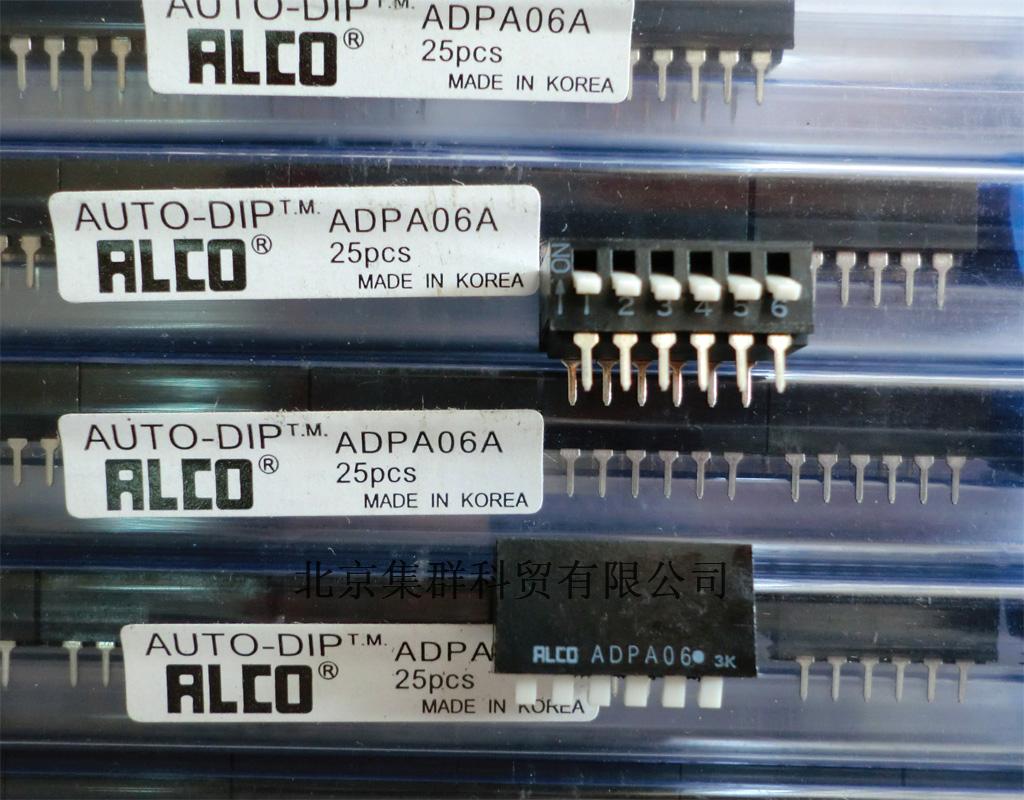 AUTO-DIP T.M. ADPA06A
ALCO® 25pcs
MADE IN KOREA
AUTO-DIP T.M. ADPA06A
ALCO® 25pcs
MADE IN KOREA
ON
1 2 3 4 5 6
AUTO-DIP T.M. ADPA06A
ALCO® 25pcs
MADE IN KOREA
北京集群科贸有限公司
AUTO-DIP T.M. ADPA
ALCO® 25pcs
MADE IN KOREA
ALCO ADPA06● 3K